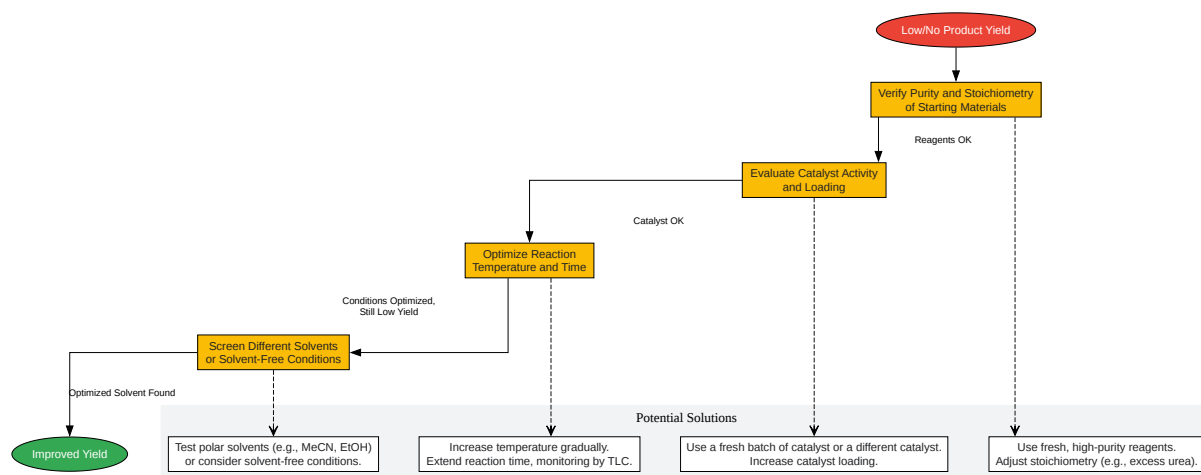 Low/No Product Yield
Verify Purity and Stoichiometry
of Starting Materials
Reagents OK
Evaluate Catalyst Activity
and Loading
Catalyst OK
Optimize Reaction
Temperature and Time
Conditions Optimized,
Still Low Yield
Screen Different Solvents
or Solvent-Free Conditions
Optimized Solvent Found
Improved Yield
Potential Solutions
Test polar solvents (e.g., MeCN, EtOH)
or consider solvent-free conditions.
Increase temperature gradually.
Extend reaction time, monitoring by TLC.
Use a fresh batch of catalyst or a different catalyst.
Increase catalyst loading.
Use fresh, high-purity reagents.
Adjust stoichiometry (e.g., excess urea).